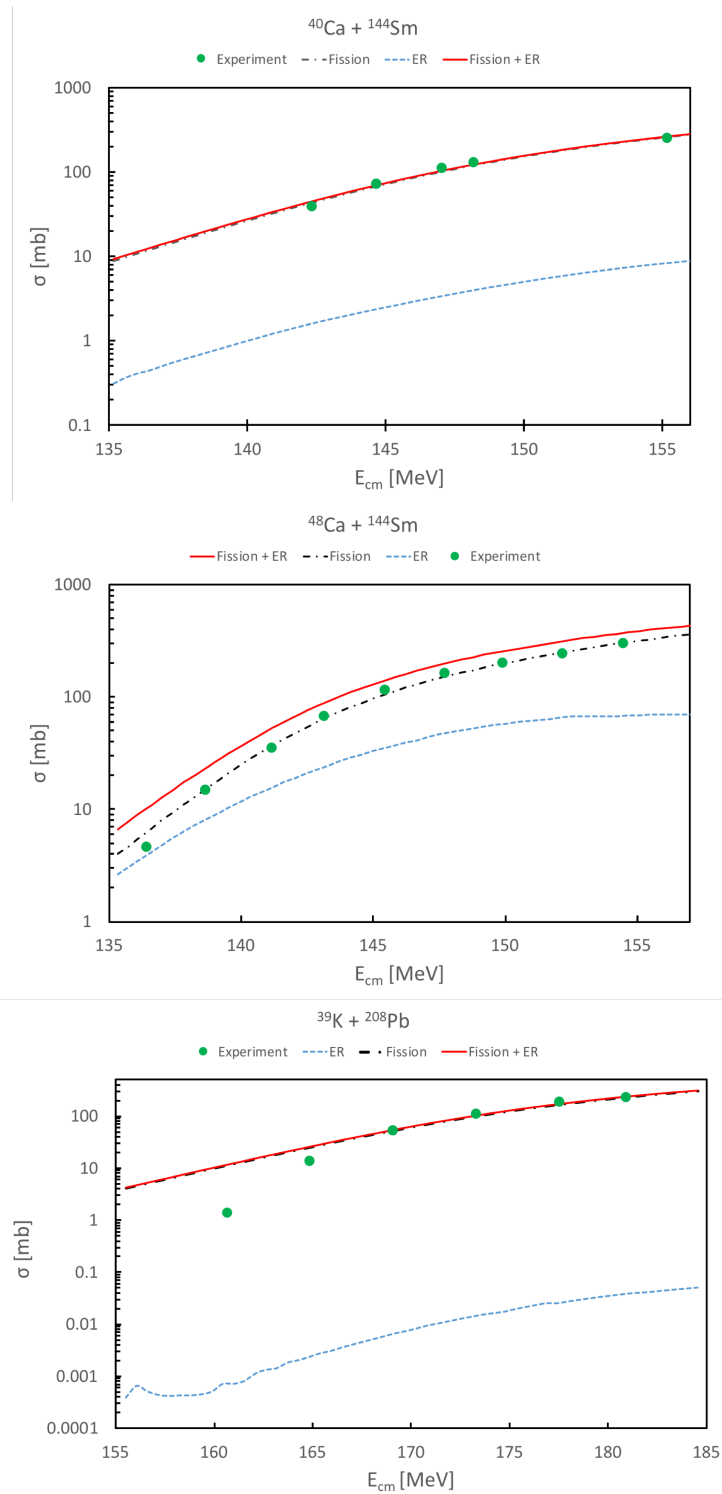 ⁴⁰Ca + ¹⁴⁴Sm
Experiment Fission ER Fission + ER
1000
100
10
1
0.1
σ [mb]
135 140 145 150 155
E_cm [MeV]
⁴⁸Ca + ¹⁴⁴Sm
Fission + ER Fission ER Experiment
1000
100
10
1
σ [mb]
135 140 145 150 155
E_cm [MeV]
³⁹K + ²⁰⁸Pb
Experiment ER Fission Fission + ER
100
10
1
0.1
0.01
0.001
0.0001
σ [mb]
155 160 165 170 175 180 185
E_cm [MeV]